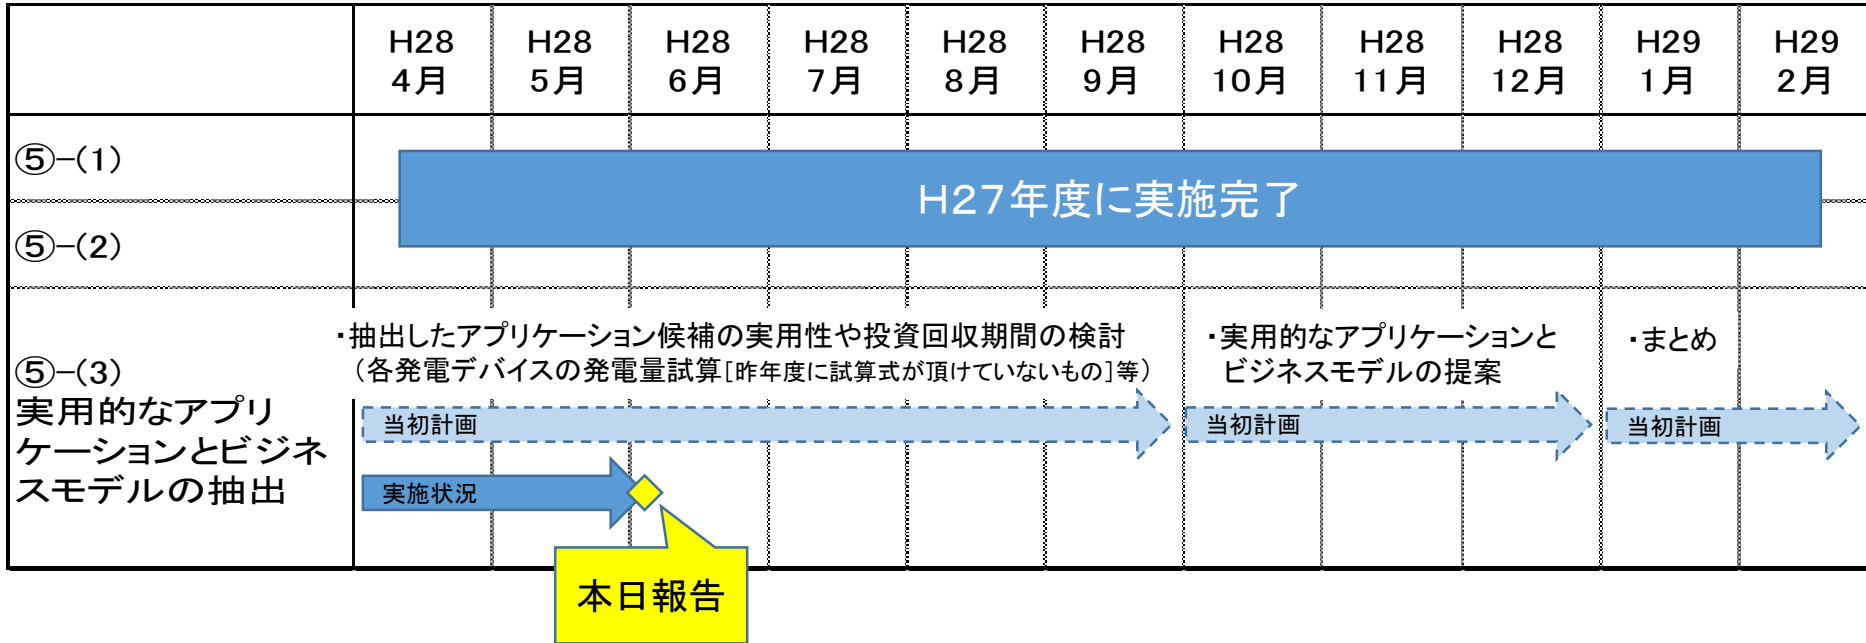 H28 4月
H28 5月
H28 6月
H28 7月
H28 8月
H28 9月
H28 10月
H28 11月
H28 12月
H29 1月
H29 2月
⑤−(1)
H27年度に実施完了
⑤−(2)
⑤−(3)
実用的なアプリ
ケーションとビジネ
スモデルの抽出
・抽出したアプリケーション候補の実用性や投資回収期間の検討
（各発電デバイスの発電量試算[昨年度に試算式が頂けていないもの]等）
・実用的なアプリケーションと
ビジネスモデルの提案
・まとめ
当初計画
当初計画
当初計画
実施状況
本日報告